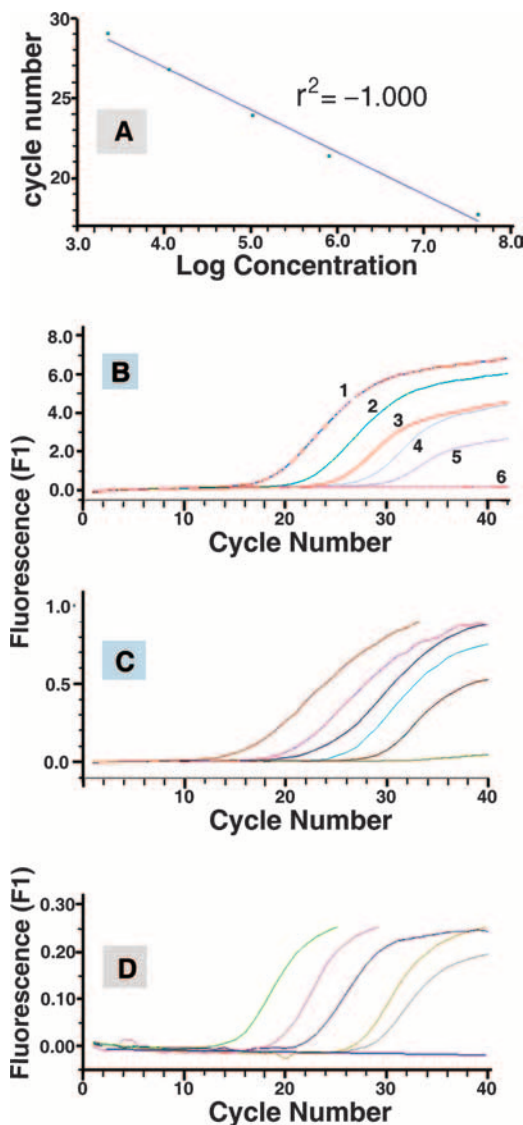 30
25
20
cycle number
A
r² = −1.000
3.0 4.0 5.0 6.0 7.0 8.0
Log Concentration
8.0
6.0
4.0
2.0
0.0
B
1
2
3
4
5
6
0 10 20 30 40
Cycle Number
Fluorescence (F1)
1.0
0.5
0.0
C
10 20 30 40
Cycle Number
0.30
0.20
0.10
0.00
Fluorescence (F1)
D
0 10 20 30 40
Cycle Number